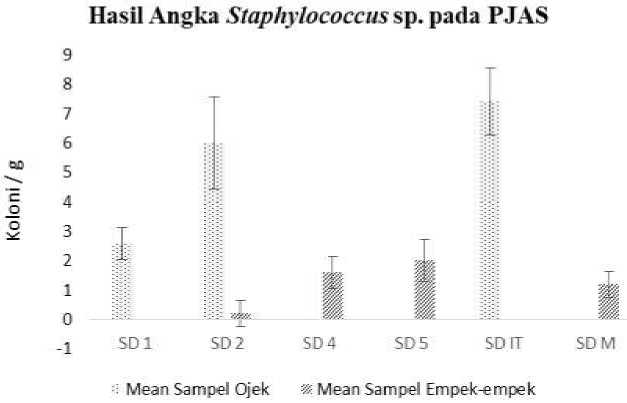 Hasil Angka Staphylococcus sp. pada PJAS
Koloni / g
9
8
7
6
5
4
3
2
1
0
-1
SD 1 SD 2 SD 4 SD 5 SD IT SD M
Mean Sampel Ojek Mean Sampel Empek-empek